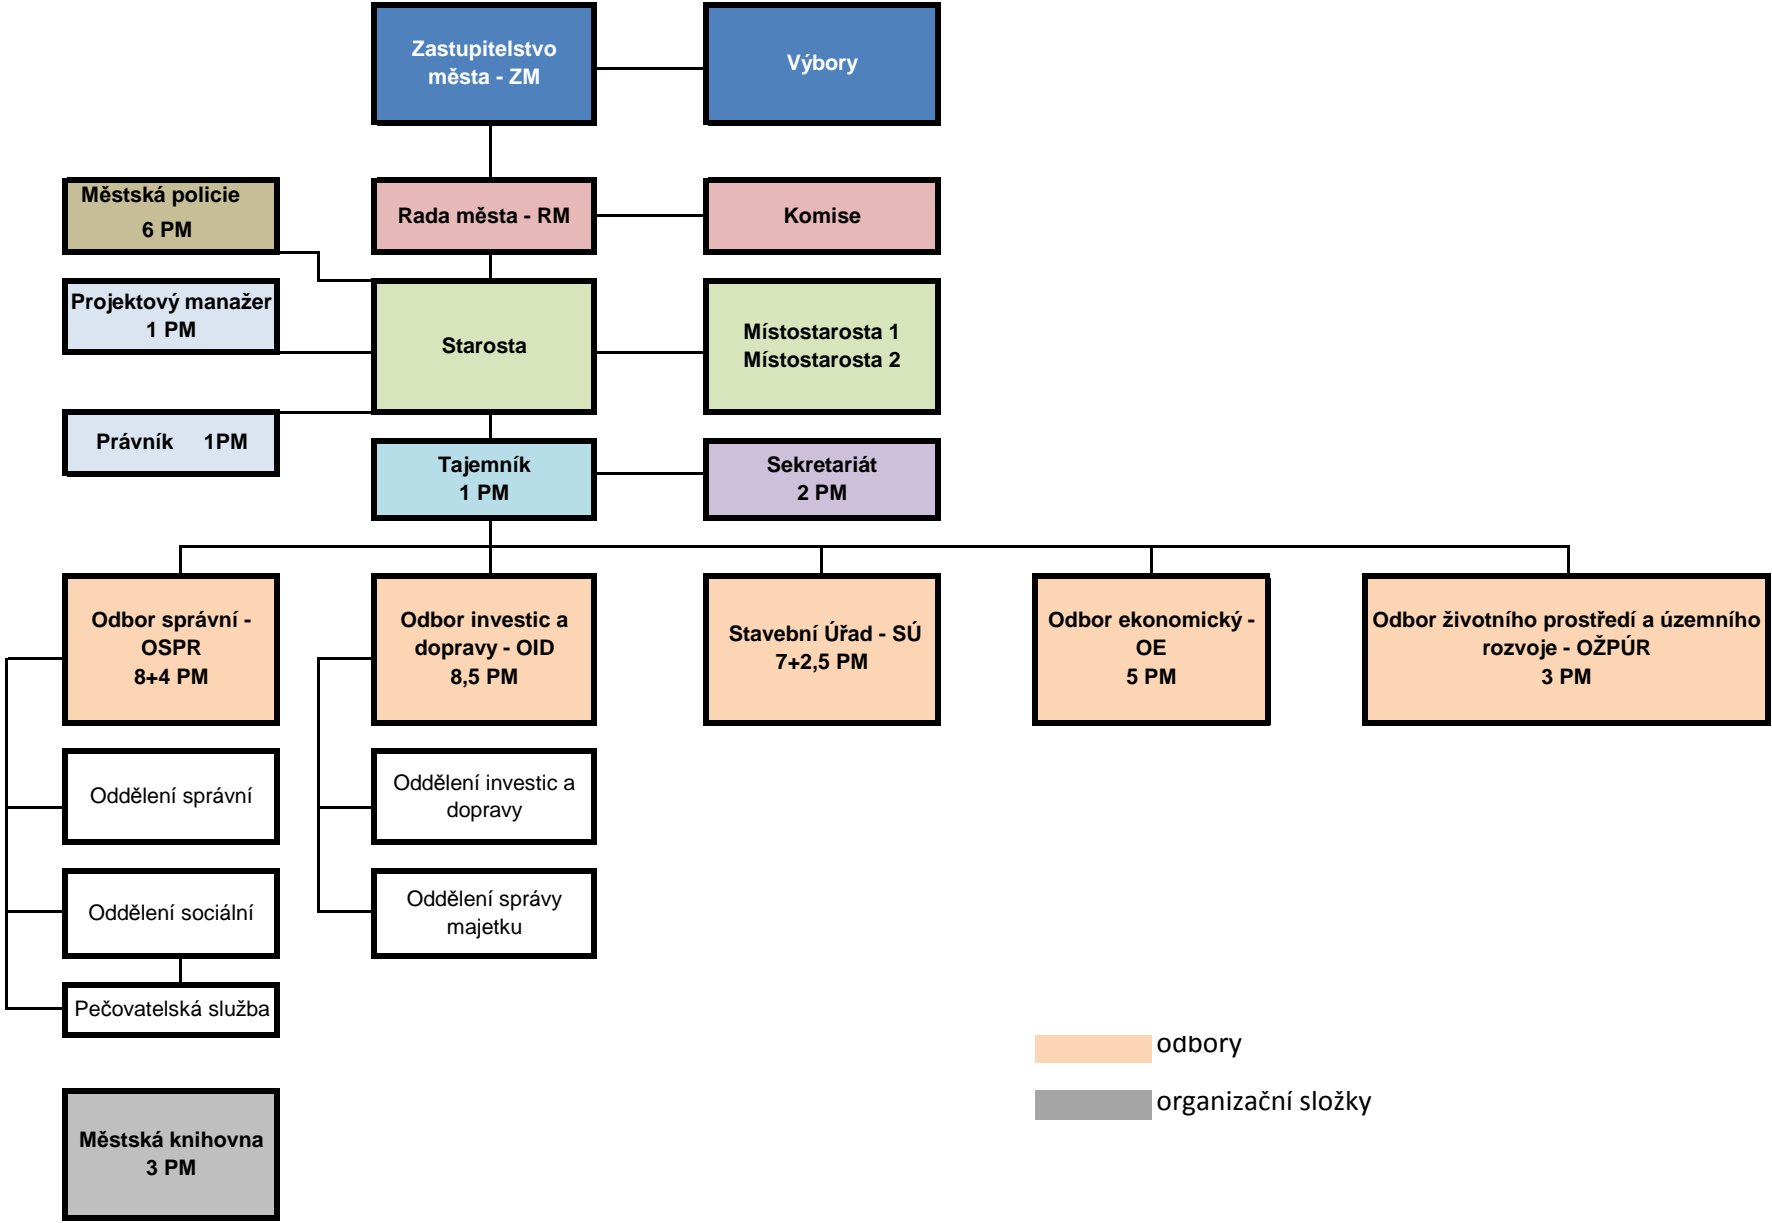 Zastupitelstvo
města - ZM
Výbory
Městská policie
6 PM
Rada města - RM
Komise
Projektový manažer
1 PM
Starosta
Místostarosta 1
Místostarosta 2
Právník 1PM
Tajemník
1 PM
Sekretariát
2 PM
Odbor správní -
OSPR
8+4 PM
Odbor investic a
dopravy - OID
8,5 PM
Stavební Úřad - SÚ
7+2,5 PM
Odbor ekonomický -
OE
5 PM
Odbor životního prostředí a územního
rozvoje - OŽPÚR
3 PM
Oddělení správní
Oddělení investic a
dopravy
Oddělení sociální
Oddělení správy
majetku
Pečovatelská služba
odbory
organizační složky
Městská knihovna
3 PM